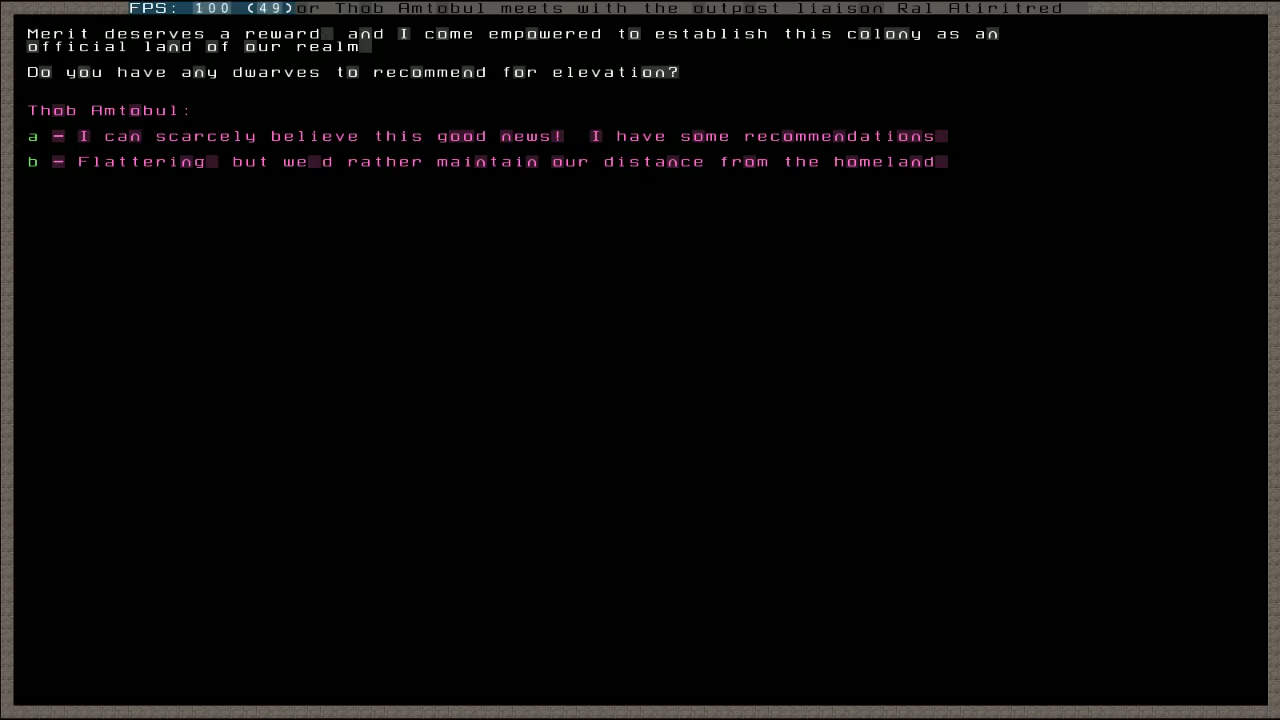 FPS: 100 (49)or Thob Amtobul meets with the outpost liaison Ral Atiritred
Merit deserves a reward and I come empowered to establish this colony as an
official land of our realm
Do you have any dwarves to recommend for elevation?
Thob Amtobul:
a - I can scarcely believe this good news! I have some recommendations
b - Flattering but we d rather maintain our distance from the homeland